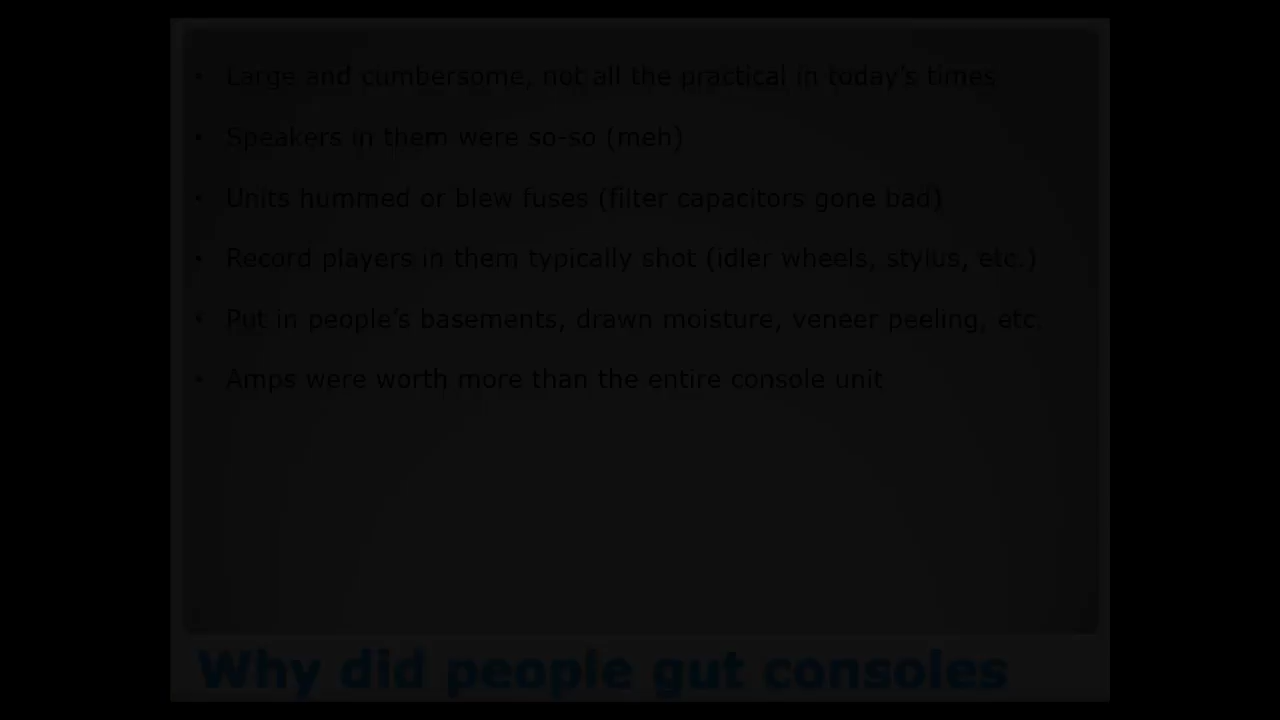 • Large and cumbersome, not all the practical in today's times
• Speakers in them were so-so (meh)
• Units hummed or blew fuses (filter capacitors gone bad)
• Record players in them typically shot (idler wheels, stylus, etc.)
• Put in people's basements, drawn moisture, veneer peeling, etc.
• Amps were worth more than the entire console unit
Why did people gut consoles